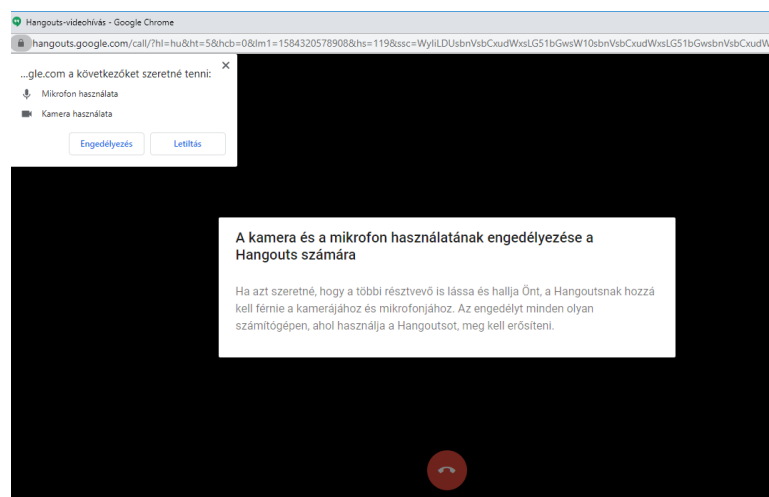 Hangouts-videohívás - Google Chrome
hangouts.google.com/call/?hl=hu&ht=5&hcb=0&lm1=1584320578908&hs=119&ssc=WyIiLDUsbnVsbCxudWxsLG51bGwsW10sbnVsbCxudWxsLG51bGwsbnVsbCxudW
...gle.com a következőket szeretné tenni:
Mikrofon használata
Kamera használata
Engedélyezés Letiltás
A kamera és a mikrofon használatának engedélyezése a
Hangouts számára
Ha azt szeretné, hogy a többi résztvevő is lássa és hallja Önt, a Hangoutsnak hozzá
kell férnie a kamerájához és mikrofonjához. Az engedélyt minden olyan
számítógépen, ahol használja a Hangoutsot, meg kell erősíteni.